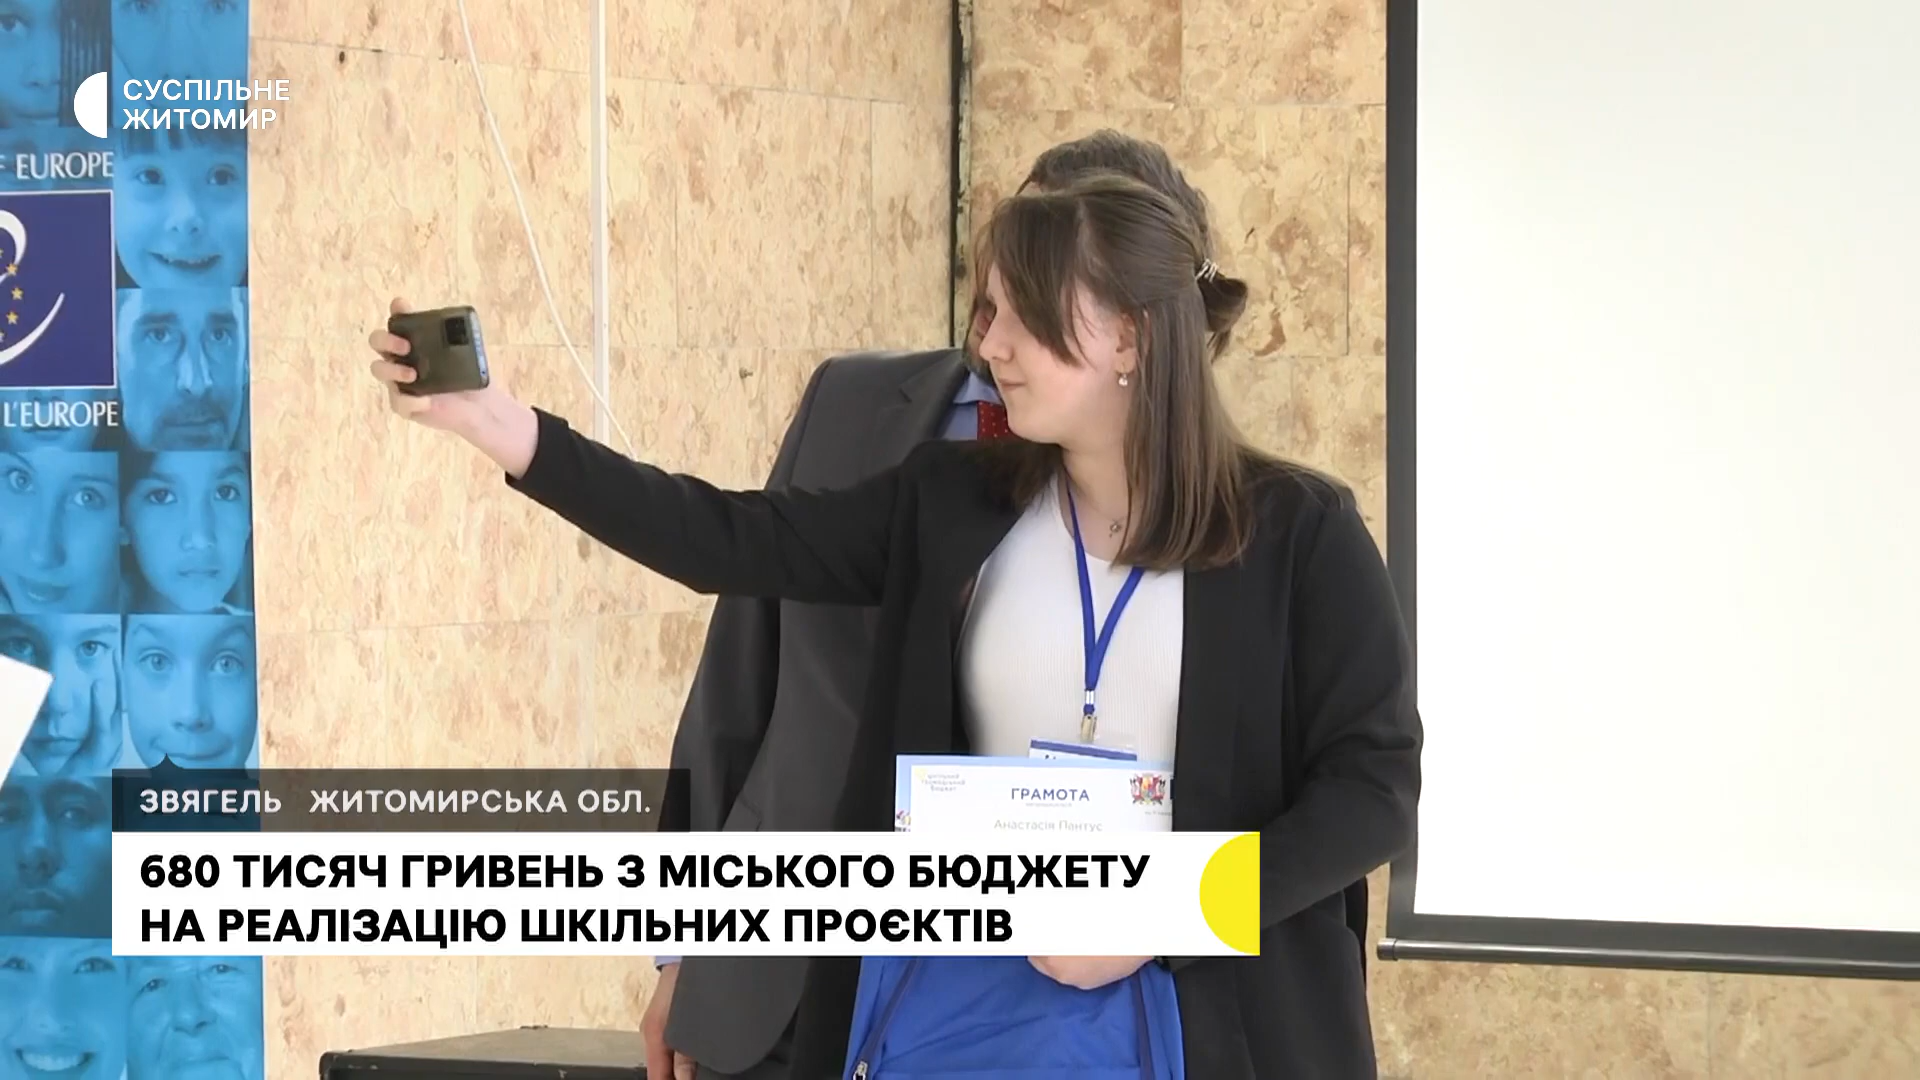 СУСПІЛЬНЕ
ЖИТОМИР
EUROPE
L'EUROPE
ГРАМОТА
Анастасія Пантус
ЗВЯГЕЛЬ ЖИТОМИРСЬКА ОБЛ.
680 ТИСЯЧ ГРИВЕНЬ З МІСЬКОГО БЮДЖЕТУ
НА РЕАЛІЗАЦІЮ ШКІЛЬНИХ ПРОЄКТІВ